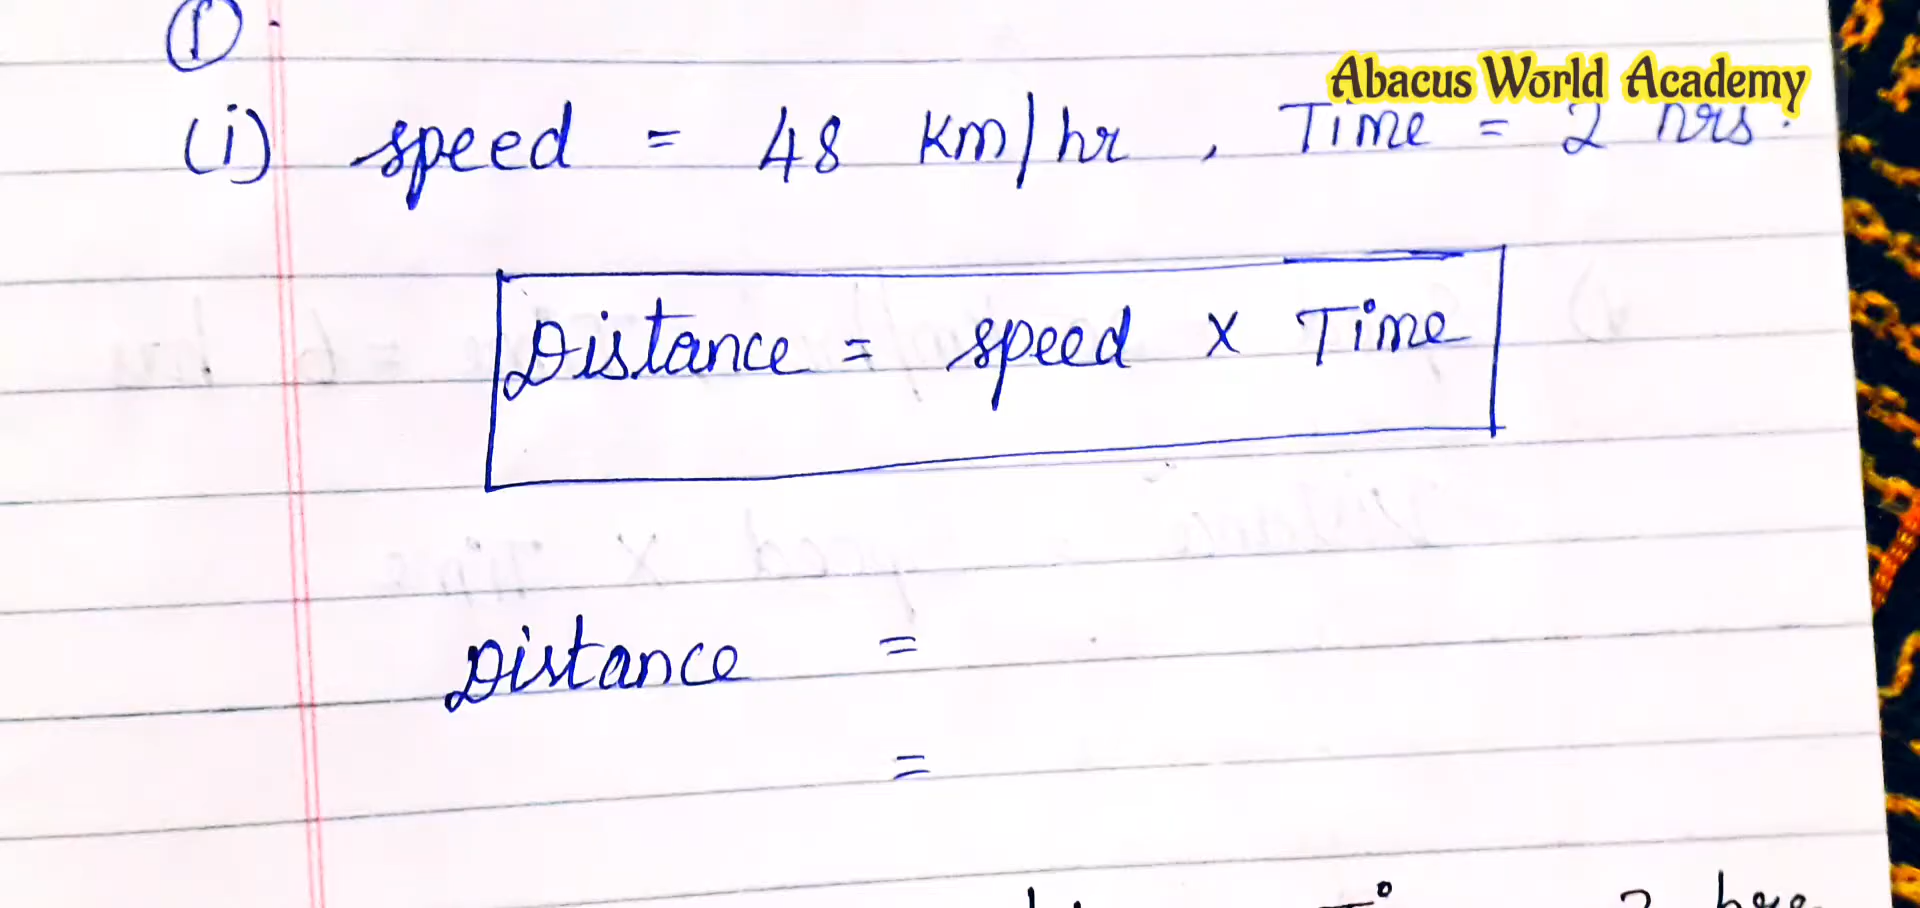 ①.
Abacus World Academy
(i) speed = 48 km/hr, Time = 2 hrs.
Distance = speed x Time
Distance =
=